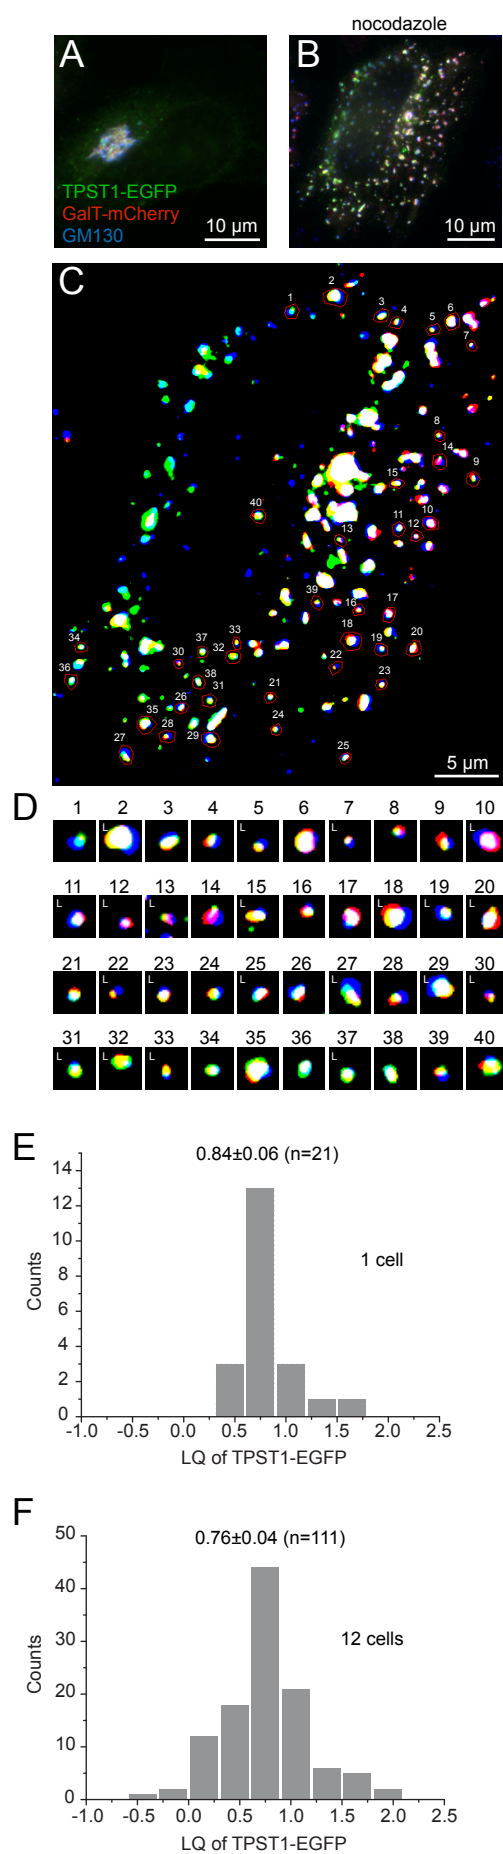 nocodazole
A
B
TPST1-EGFP
GalT-mCherry
GM130
10 µm
10 µm
C
1
2
3
4
5
6
7
8
14
9
15
40
13
11
12
10
39
16
17
18
19
20
22
23
34
36
37
33
32
30
38
31
26
21
35
28
29
24
27
25
5 µm
D
1 2 3 4 5 6 7 8 9 10
L L L L
11 12 13 14 15 16 17 18 19 20
L L L L L L L
21 22 23 24 25 26 27 28 29 30
L L L L L L L L
31 32 33 34 35 36 37 38 39 40
L L L L
E
0.84±0.06 (n=21)
1 cell
Counts
14
12
10
8
6
4
2
0
-1.0 -0.5 0.0 0.5 1.0 1.5 2.0 2.5
LQ of TPST1-EGFP
F
0.76±0.04 (n=111)
12 cells
Counts
50
40
30
20
10
0
-1.0 -0.5 0.0 0.5 1.0 1.5 2.0 2.5
LQ of TPST1-EGFP